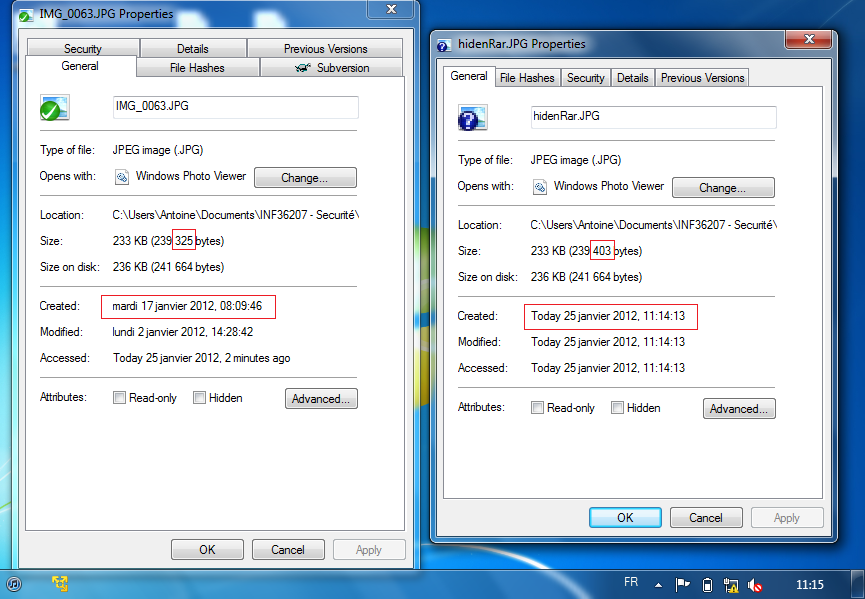 IMG_0063.JPG Properties
Security Details Previous Versions
General File Hashes Subversion
IMG_0063.JPG
Type of file: JPEG image (.JPG)
Opens with: Windows Photo Viewer Change...
Location: C:\Users\Antoine\Documents\INF36207 - Securité\
Size: 233 KB (239 325 bytes)
Size on disk: 236 KB (241 664 bytes)
Created: mardi 17 janvier 2012, 08:09:46
Modified: lundi 2 janvier 2012, 14:28:42
Accessed: Today 25 janvier 2012, 2 minutes ago
Attributes: Read-only Hidden Advanced...
OK Cancel Apply
hidenRar.JPG Properties
General File Hashes Security Details Previous Versions
hidenRar.JPG
Type of file: JPEG image (.JPG)
Opens with: Windows Photo Viewer Change...
Location: C:\Users\Antoine\Documents\INF36207 - Securité\
Size: 233 KB (239 403 bytes)
Size on disk: 236 KB (241 664 bytes)
Created: Today 25 janvier 2012, 11:14:13
Modified: Today 25 janvier 2012, 11:14:13
Accessed: Today 25 janvier 2012, 11:14:13
Attributes: Read-only Hidden Advanced...
OK Cancel Apply
FR 11:15